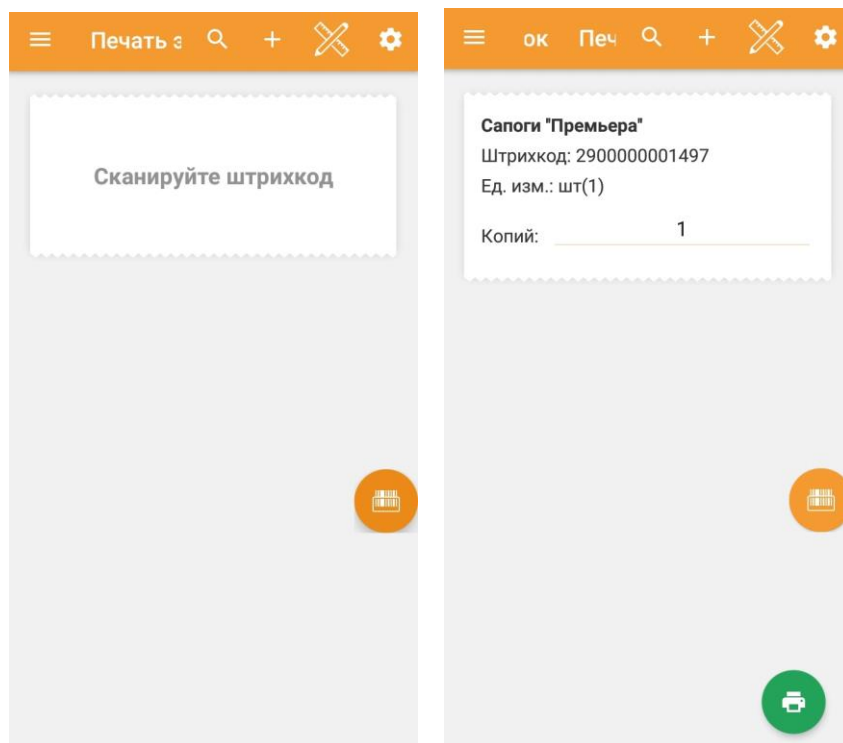 Печать э
Сканируйте штрихкод
ок Печ
Сапоги "Премьера"
Штрихкод: 2900000001497
Ед. изм.: шт(1)
Копий: 1